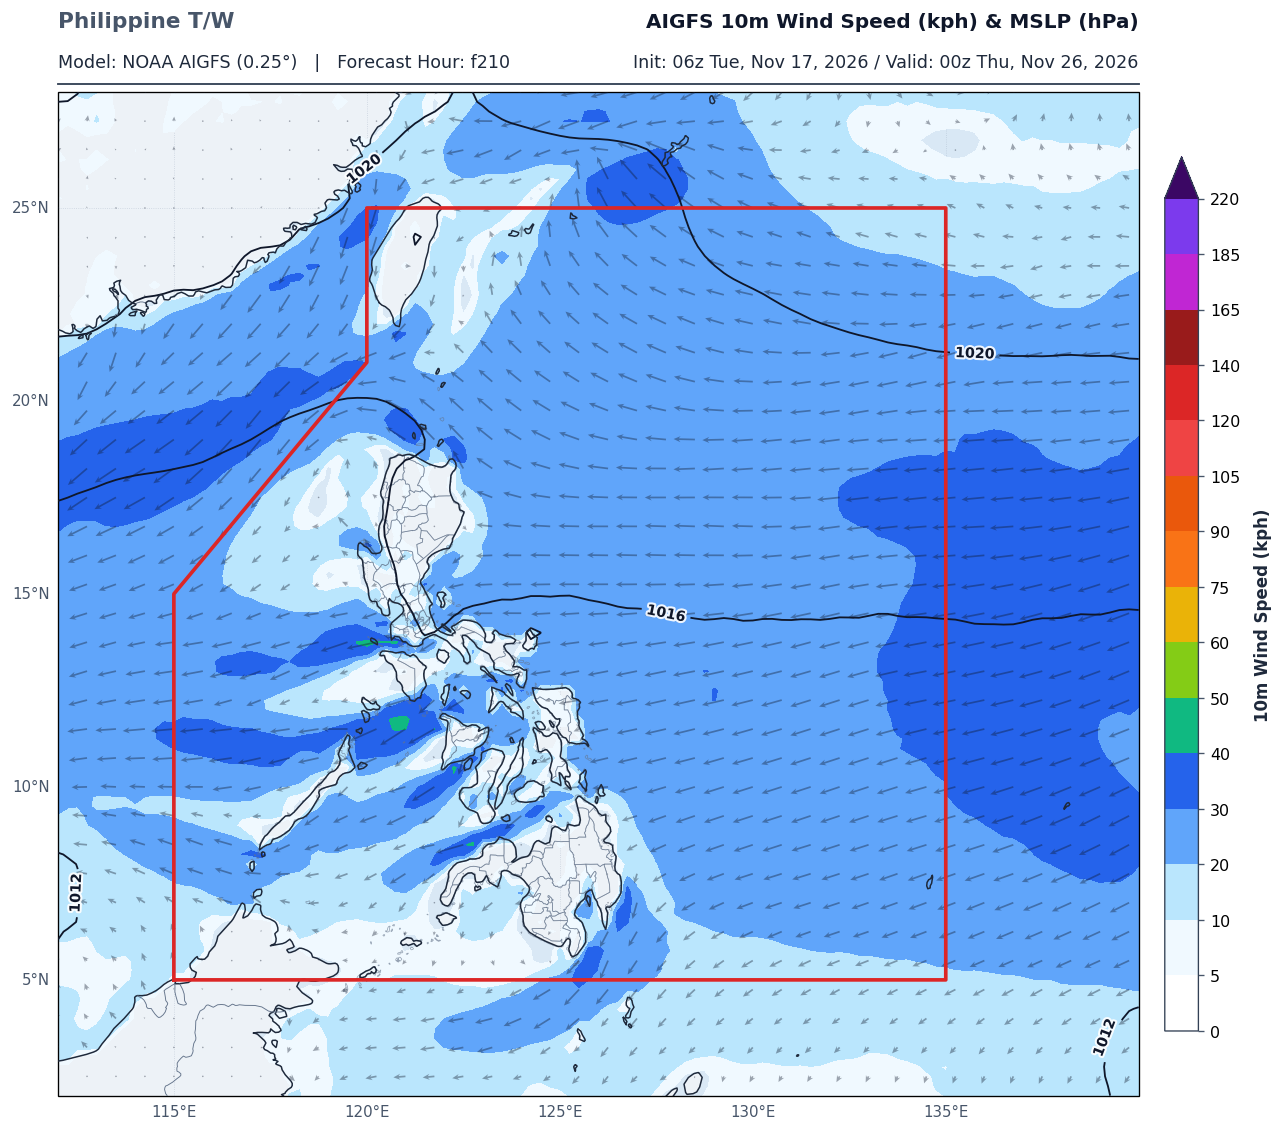 Philippine T/W
AIGFS 10m Wind Speed (kph) & MSLP (hPa)
Model: NOAA AIGFS (0.25°) | Forecast Hour: f210
Init: 06z Tue, Nov 17, 2026 / Valid: 00z Thu, Nov 26, 2026
1020
1020
1016
1012
1012
25°N
20°N
15°N
10°N
5°N
115°E
120°E
125°E
130°E
135°E
220
185
165
140
120
105
90
75
60
50
40
30
20
10
5
0
10m Wind Speed (kph)